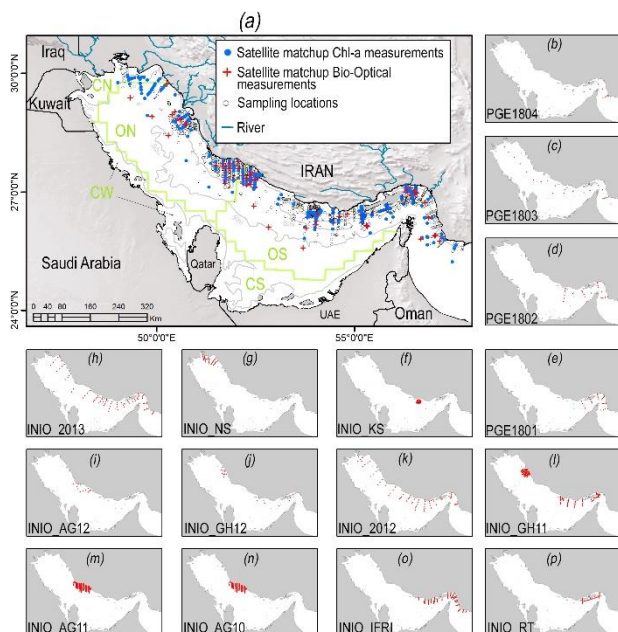 (a)
Iraq
Kuwait
Saudi Arabia
Qatar
UAE
Oman
IRAN
CN
ON
CW
OS
CS
Satellite matchup Chl-a measurements
Satellite matchup Bio-Optical
measurements
Sampling locations
River
30°0'0"N
27°0'0"N
24°0'0"N
0 40 80 160 240 320
Km
50°0'0"E
55°0'0"E
(b)
PGE1804
(c)
PGE1803
(d)
PGE1802
(h)
INIO_2013
(g)
INIO_NS
(f)
INIO_KS
(e)
PGE1801
(i)
INIO_AG12
(j)
INIO_GH12
(k)
INIO_2012
(l)
INIO_GH11
(m)
INIO_AG11
(n)
INIO_AG10
(o)
INIO_IFRI
(p)
INIO_RT